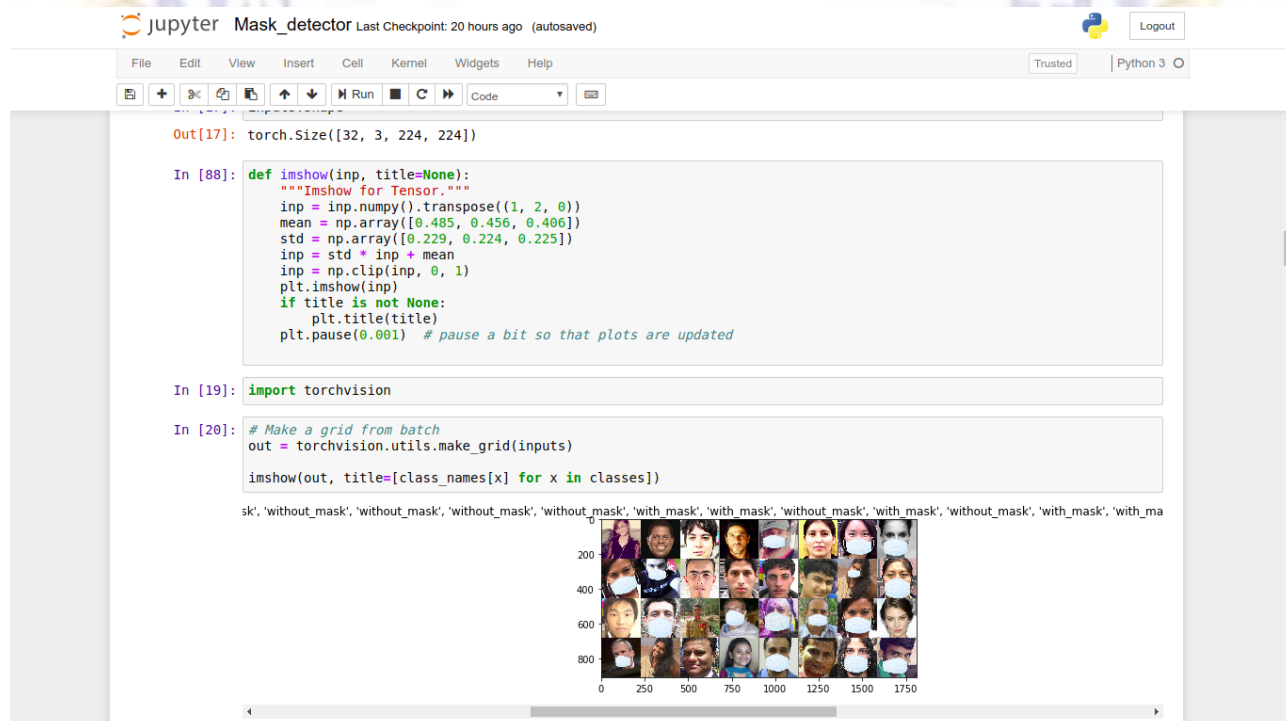 jupyter Mask_detector Last Checkpoint: 20 hours ago (autosaved)
Logout
File Edit View Insert Cell Kernel Widgets Help
Trusted Python 3
Run Code
Out[17]: torch.Size([32, 3, 224, 224])
In [88]: def imshow(inp, title=None):
"""Imshow for Tensor."""
inp = inp.numpy().transpose((1, 2, 0))
mean = np.array([0.485, 0.456, 0.406])
std = np.array([0.229, 0.224, 0.225])
inp = std * inp + mean
inp = np.clip(inp, 0, 1)
plt.imshow(inp)
if title is not None:
plt.title(title)
plt.pause(0.001)  # pause a bit so that plots are updated
In [19]: import torchvision
In [20]: # Make a grid from batch
out = torchvision.utils.make_grid(inputs)
imshow(out, title=[class_names[x] for x in classes])
sk', 'without_mask', 'without_mask', 'without_mask', 'without_mask', 'with_mask', 'with_mask', 'without_mask', 'with_mask', 'without_mask', 'with_mask', 'with_ma
0
200
400
600
800
0 250 500 750 1000 1250 1500 1750